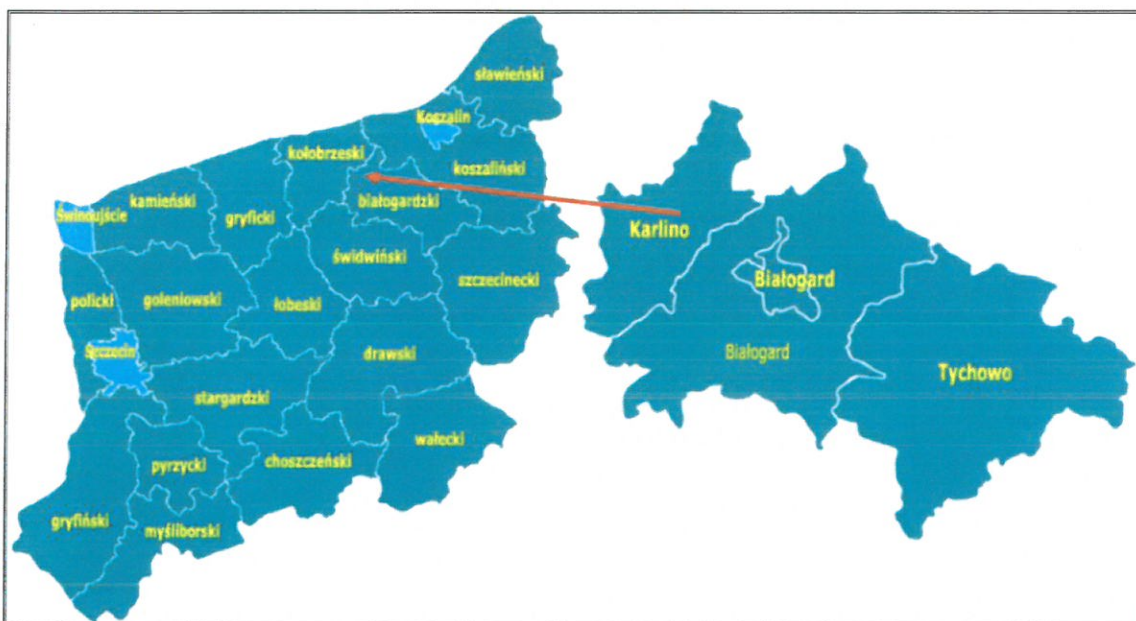 sławieński
Koszalin
kołobrzeski
koszaliński
białogardzki
kamieński
Świnoujście
gryficki
świdwiński
szczecinecki
policki
goleniowski
łobeski
Szczecin
drawski
stargardzki
wałecki
pyrzycki
choszczeński
gryfiński
myśliborski
Karlino
Białogard
Białogard
Tychowo